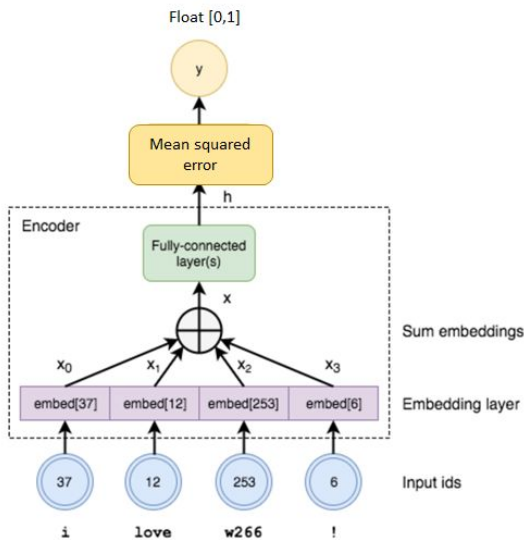 Float [0,1]
y
Mean squared
error
h
Encoder
Fully-connected
layer(s)
x
Sum embeddings
x0 x1 x2 x3
embed[37] embed[12] embed[253] embed[6] Embedding layer
37 12 253 6 Input ids
i love w266 !